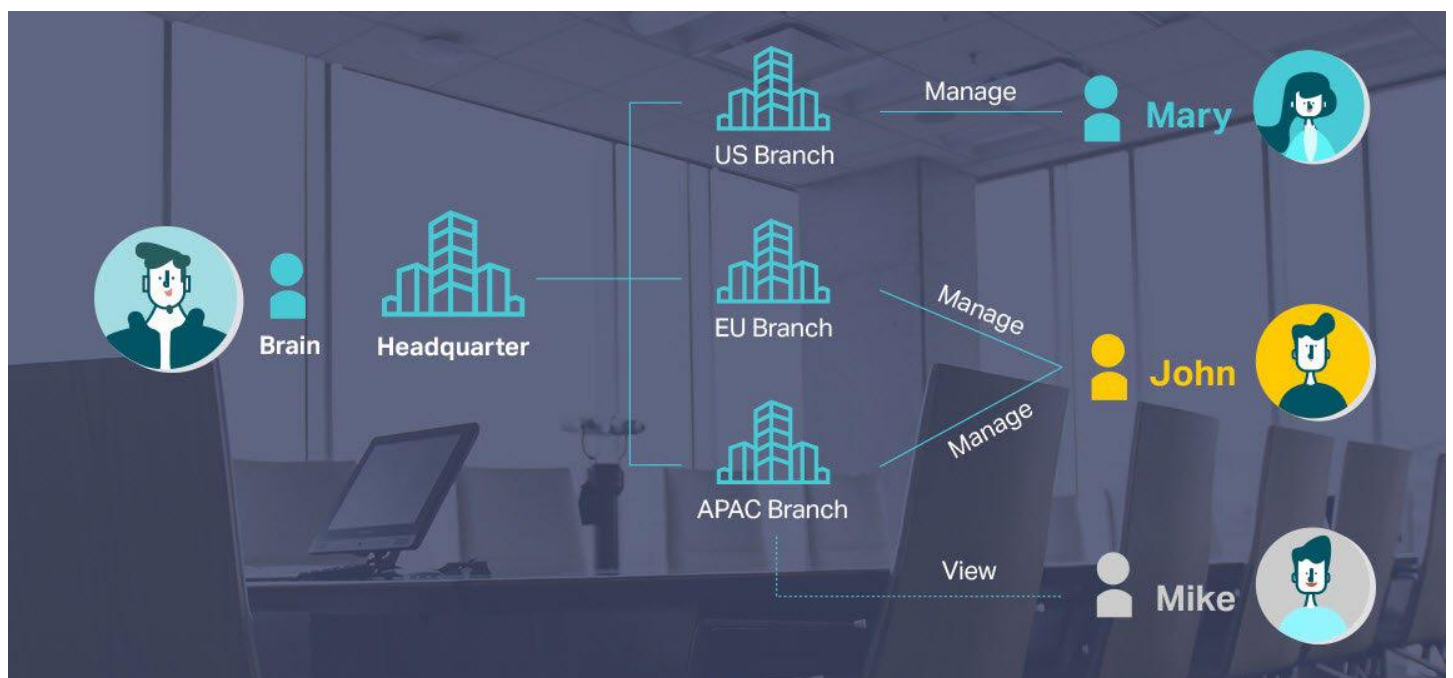 Manage
Mary
US Branch
Brain
Headquarter
EU Branch
Manage
John
Manage
APAC Branch
View
Mike